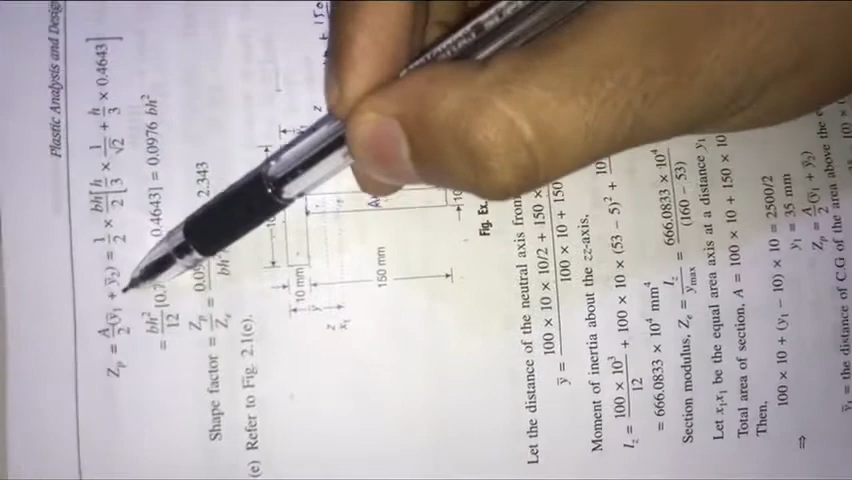 Plastic Analysis and Design
Z_p = A/2 (ȳ₁ + ȳ₂) = 1/2 × bh/2 [h/3 × 1/√2 + h/3 × 0.4643]
= bh²/12 [0.7 0.4643] = 0.0976 bh²
Shape factor = Z_p/Z_e = 0.09 bh 2.343
(e) Refer to Fig. 2.1(e).
10 mm
150 mm
z
z
x₁
ȳ
A
Fig. Ex.
Let the distance of the neutral axis from
ȳ = 100 × 10 × 10/2 + 150 × / 100 × 10 + 150
Moment of inertia about the zz-axis,
I_z = 100 × 10³/12 + 100 × 10 × (53 – 5)² + 10
= 666.0833 × 10⁴ mm⁴
Section modulus, Z_e = I_z/y_max = 666.0833 × 10⁴/(160 – 53)
Let x₁x₁ be the equal area axis at a distance y₁
Total area of section, A = 100 × 10 + 150 × 10
Then,
100 × 10 + (y₁ – 10) × 10 = 2500/2
⇒ y₁ = 35 mm
Z_p = A/2 (ȳ₁ + ȳ₂)
ȳ₁ = the distance of C.G of the area above the